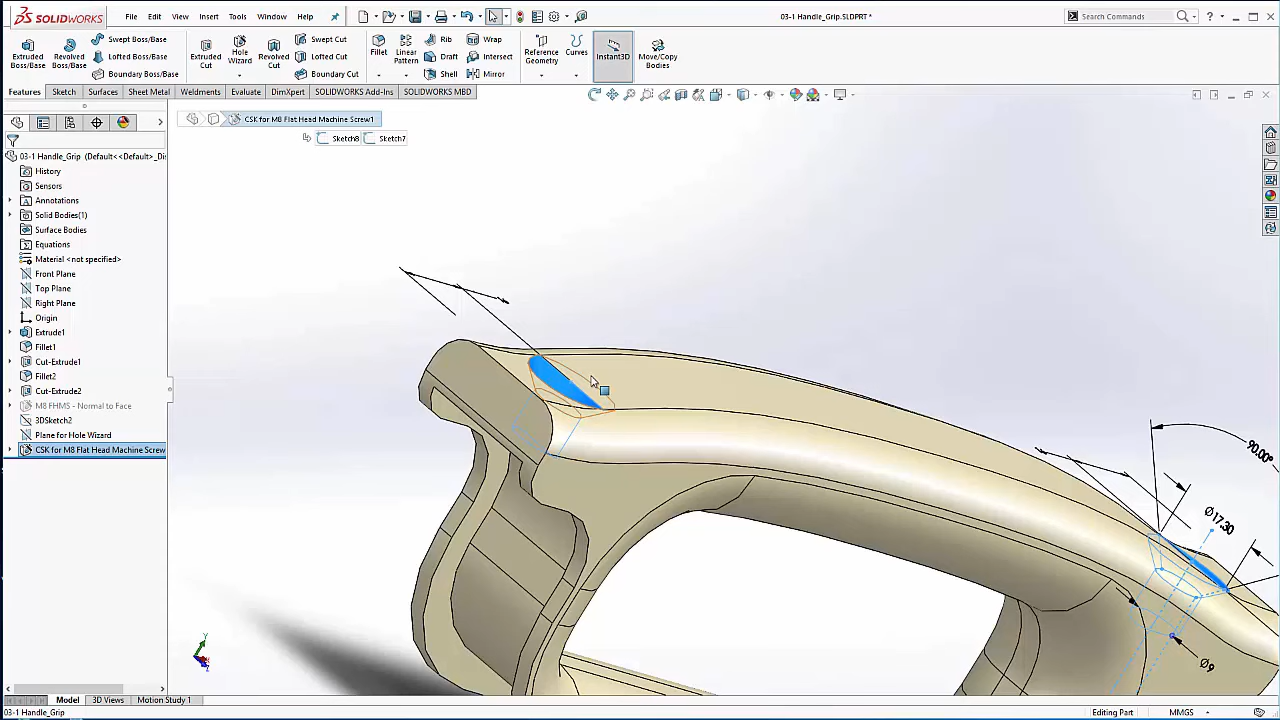 SOLIDWORKS
File Edit View Insert Tools Window Help
03-1 Handle_Grip.SLDPRT *
Search Commands
Extruded Boss/Base
Revolved Boss/Base
Swept Boss/Base
Lofted Boss/Base
Boundary Boss/Base
Extruded Cut
Hole Wizard
Revolved Cut
Swept Cut
Lofted Cut
Boundary Cut
Fillet
Linear Pattern
Rib
Draft
Shell
Wrap
Intersect
Mirror
Reference Geometry
Curves
Instant3D
Move/Copy Bodies
Features Sketch Surfaces Sheet Metal Weldments Evaluate DimXpert SOLIDWORKS Add-Ins SOLIDWORKS MBD
CSK for M8 Flat Head Machine Screw1
Sketch8 Sketch7
03-1 Handle_Grip (Default<<Default>_Dis
History
Sensors
Annotations
Solid Bodies(1)
Surface Bodies
Equations
Material <not specified>
Front Plane
Top Plane
Right Plane
Origin
Extrude1
Fillet1
Cut-Extrude1
Fillet2
Cut-Extrude2
M8 FHMS - Normal to Face
3DSketch2
Plane for Hole Wizard
CSK for M8 Flat Head Machine Screw
90.00°
Ø17.30
Ø9
Y
Model 3D Views Motion Study 1
03-1 Handle_Grip
Editing Part
MMGS